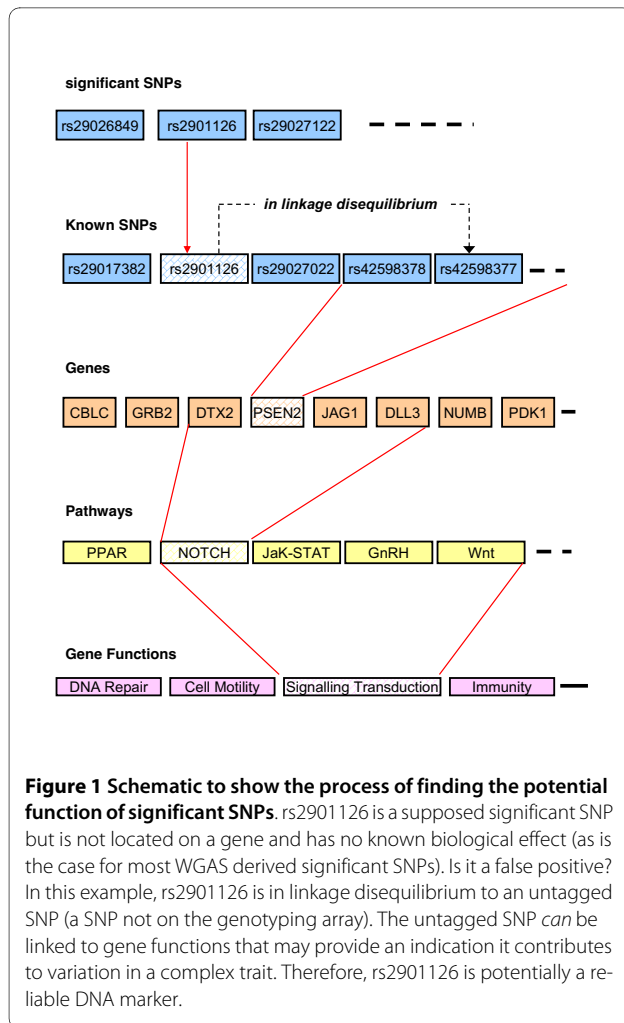 significant SNPs
rs29026849 rs2901126 rs29027122
in linkage disequilibrium
Known SNPs
rs29017382 rs2901126 rs29027022 rs42598378 rs42598377
Genes
CBLC GRB2 DTX2 PSEN2 JAG1 DLL3 NUMB PDK1
Pathways
PPAR NOTCH JaK-STAT GnRH Wnt
Gene Functions
DNA Repair Cell Motility Signalling Transduction Immunity
Figure 1 Schematic to show the process of finding the potential
function of significant SNPs. rs2901126 is a supposed significant SNP
but is not located on a gene and has no known biological effect (as is
the case for most WGAS derived significant SNPs). Is it a false positive?
In this example, rs2901126 is in linkage disequilibrium to an untagged
SNP (a SNP not on the genotyping array). The untagged SNP can be
linked to gene functions that may provide an indication it contributes
to variation in a complex trait. Therefore, rs2901126 is potentially a re-
liable DNA marker.